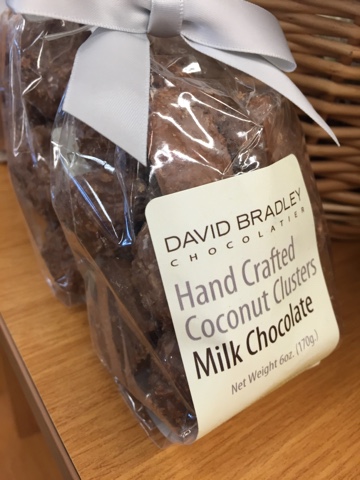 DAVID BRADLEY
CHOCOLATIER
Hand Crafted
Coconut Clusters
Milk Chocolate
Net Weight 6oz. (170g.)